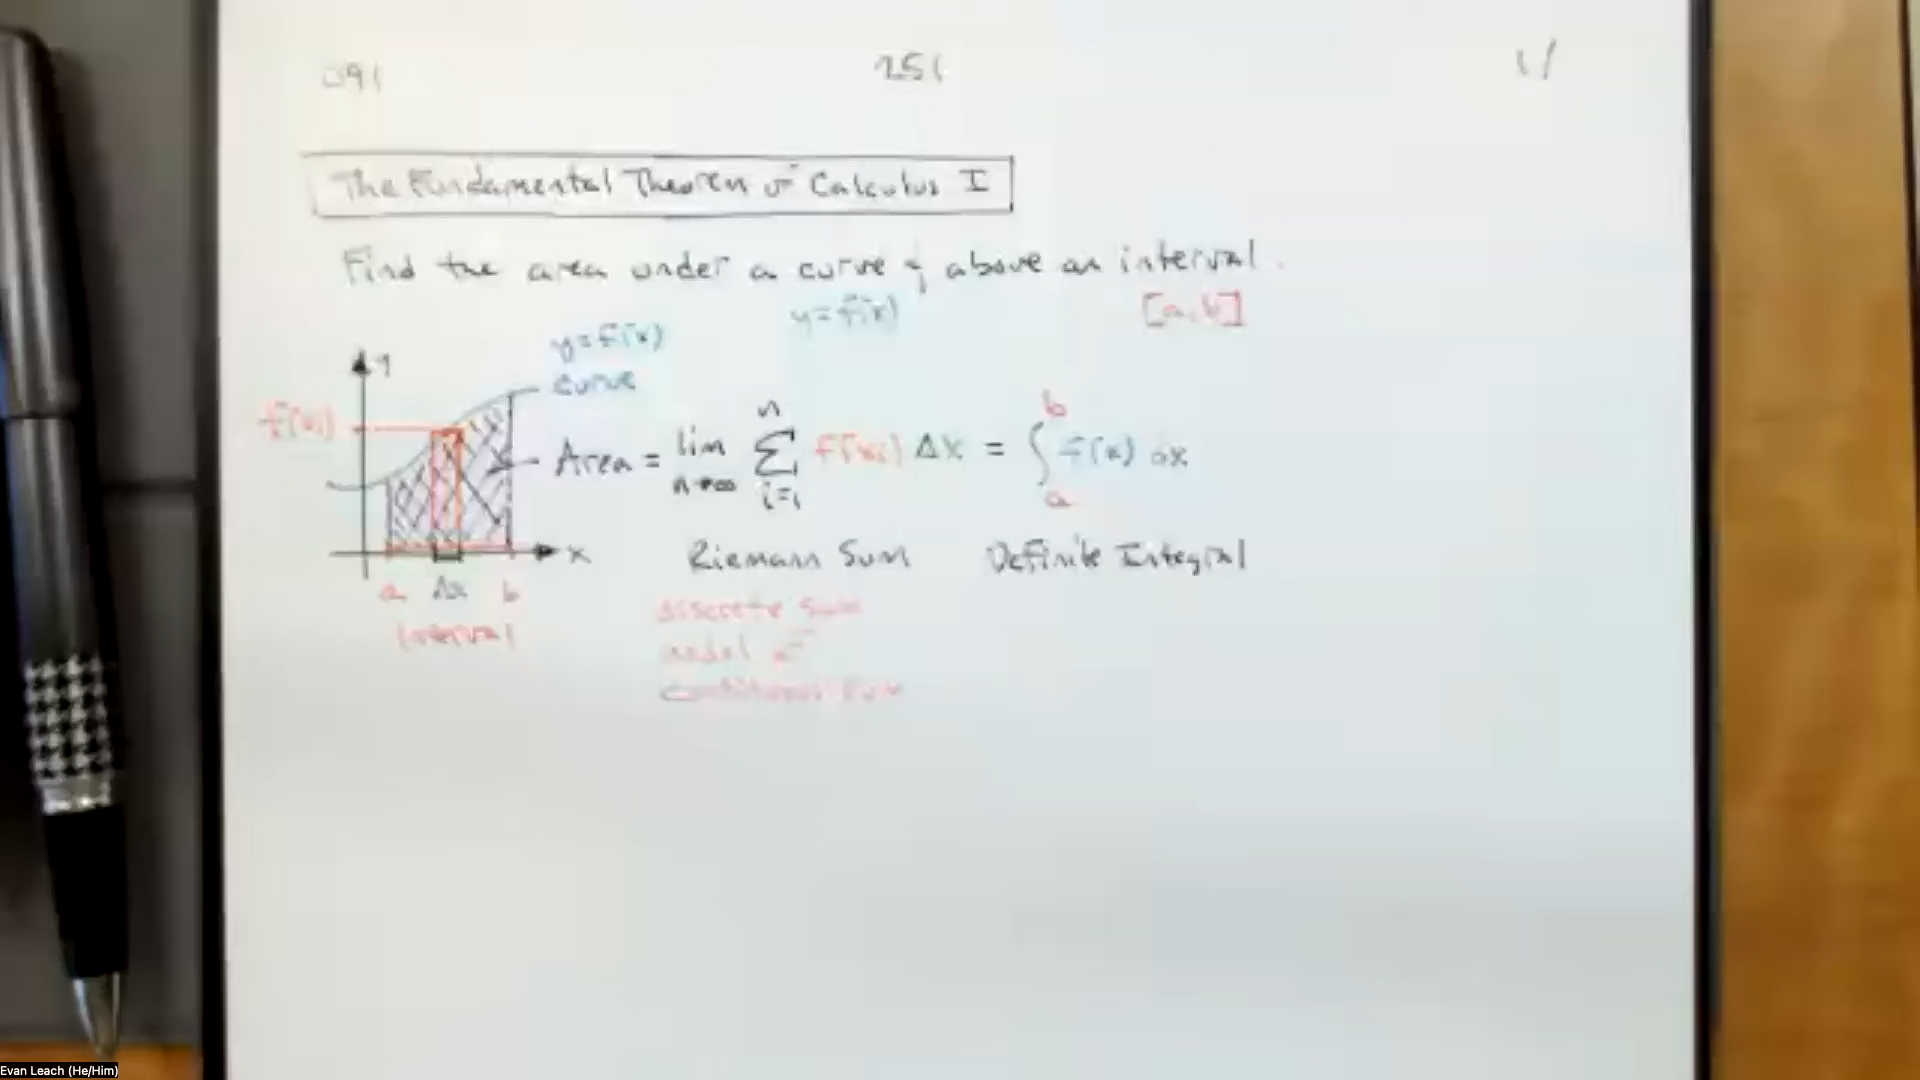 091 251 1/
The Fundamental Theorem of Calculus I
Find the area under a curve & above an interval.
y = f(x) [a,b]
y = f(x)
curve
y
f(xi)
Area = lim n→∞ n Σ i=1 f(xi) Δx = ∫ b a f(x) dx
x
a Δx b
interval
Riemann Sum Definite Integral
discrete sum
model of
continuous sum
Evan Leach (He/Him)